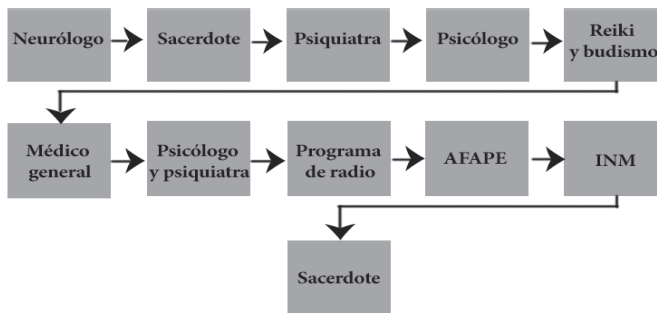 Neurólogo
Sacerdote
Psiquiatra
Psicólogo
Reiki
y budismo
Médico
general
Psicólogo
y psiquiatra
Programa
de radio
AFAPE
INM
Sacerdote